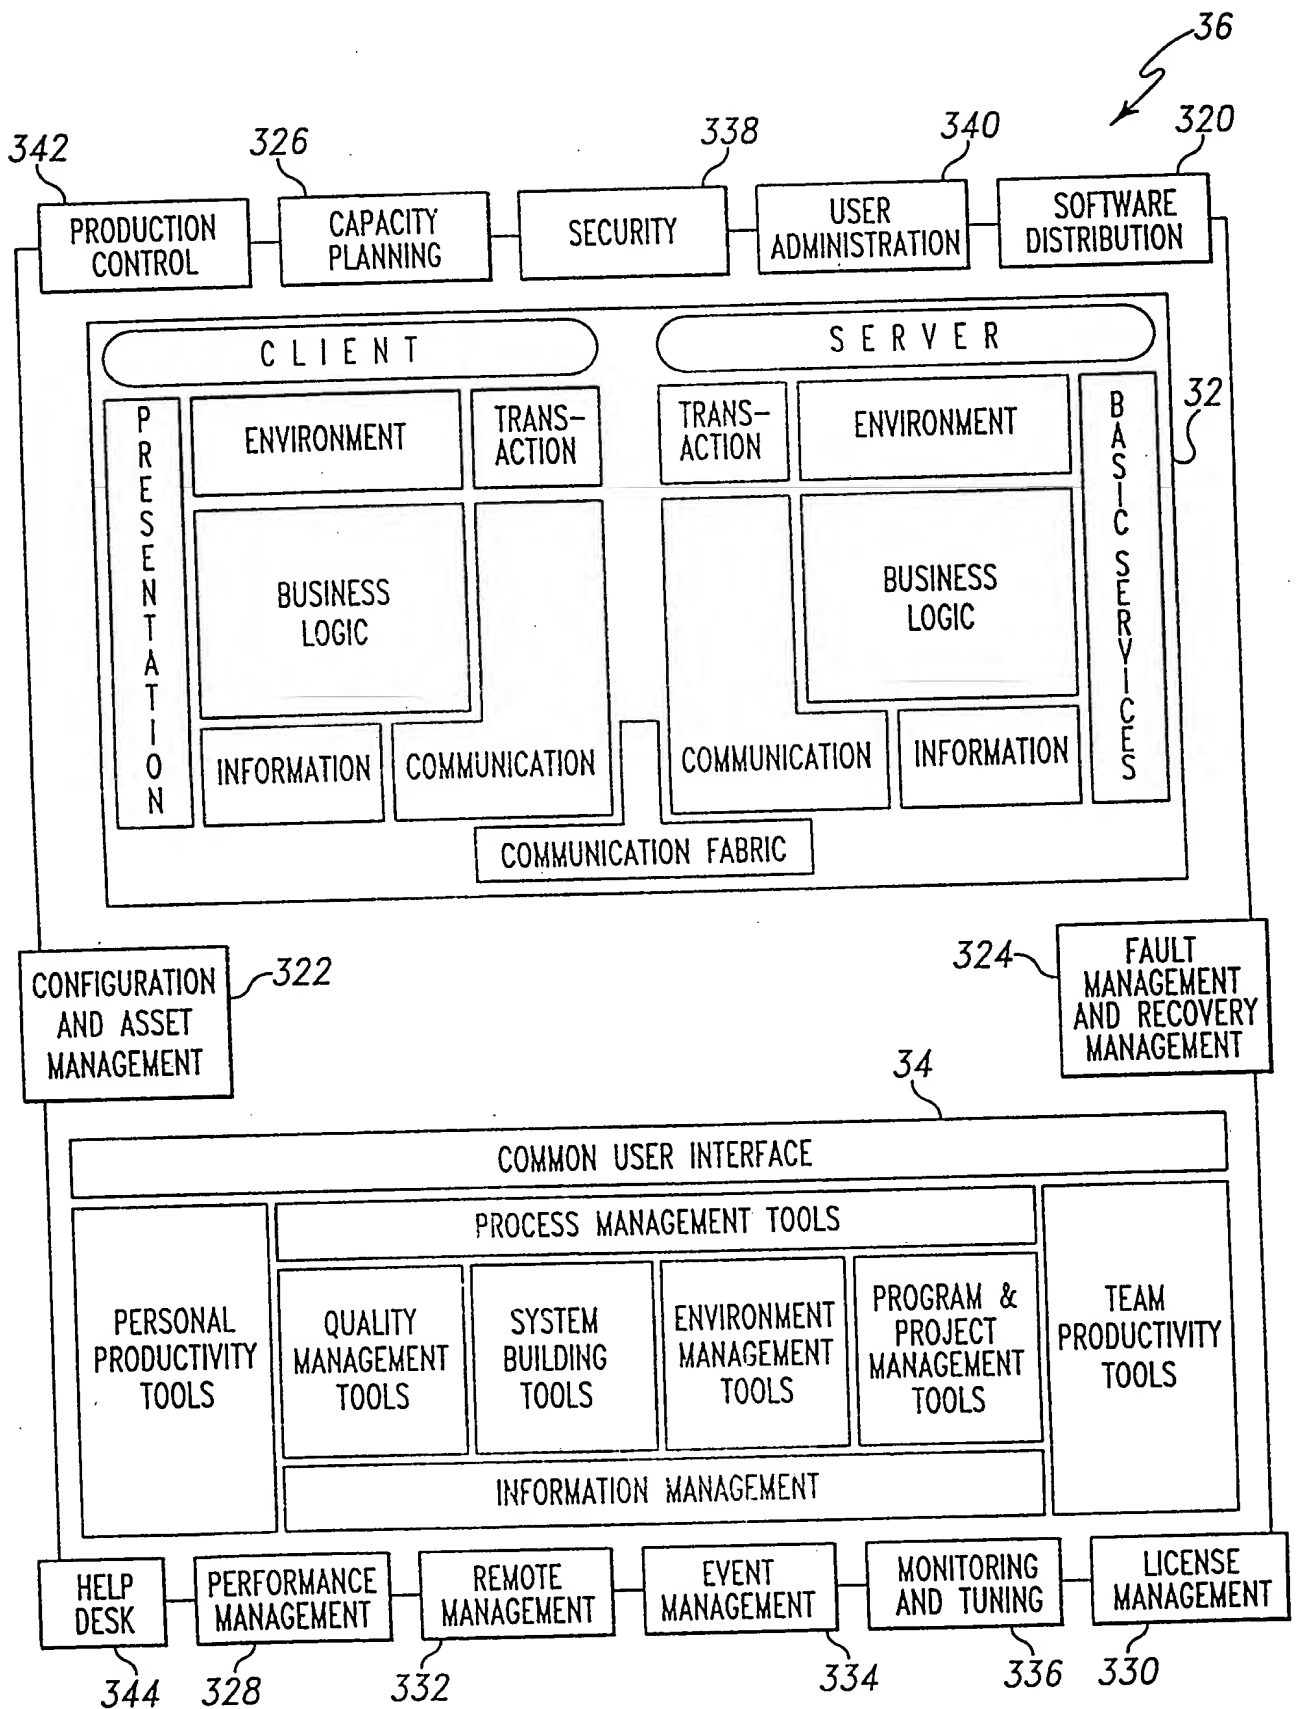 36
342
326
338
340
320
PRODUCTION
CONTROL
CAPACITY
PLANNING
SECURITY
USER
ADMINISTRATION
SOFTWARE
DISTRIBUTION
CLIENT
SERVER
PRESENTATION
ENVIRONMENT
TRANS-
ACTION
TRANS-
ACTION
ENVIRONMENT
BASIC SERVICES
32
BUSINESS
LOGIC
BUSINESS
LOGIC
INFORMATION
COMMUNICATION
COMMUNICATION
INFORMATION
COMMUNICATION FABRIC
CONFIGURATION
AND ASSET
MANAGEMENT
322
324
FAULT
MANAGEMENT
AND RECOVERY
MANAGEMENT
34
COMMON USER INTERFACE
PROCESS MANAGEMENT TOOLS
PERSONAL
PRODUCTIVITY
TOOLS
QUALITY
MANAGEMENT
TOOLS
SYSTEM
BUILDING
TOOLS
ENVIRONMENT
MANAGEMENT
TOOLS
PROGRAM &
PROJECT
MANAGEMENT
TOOLS
TEAM
PRODUCTIVITY
TOOLS
INFORMATION MANAGEMENT
HELP
DESK
PERFORMANCE
MANAGEMENT
REMOTE
MANAGEMENT
EVENT
MANAGEMENT
MONITORING
AND TUNING
LICENSE
MANAGEMENT
344
328
332
334
336
330